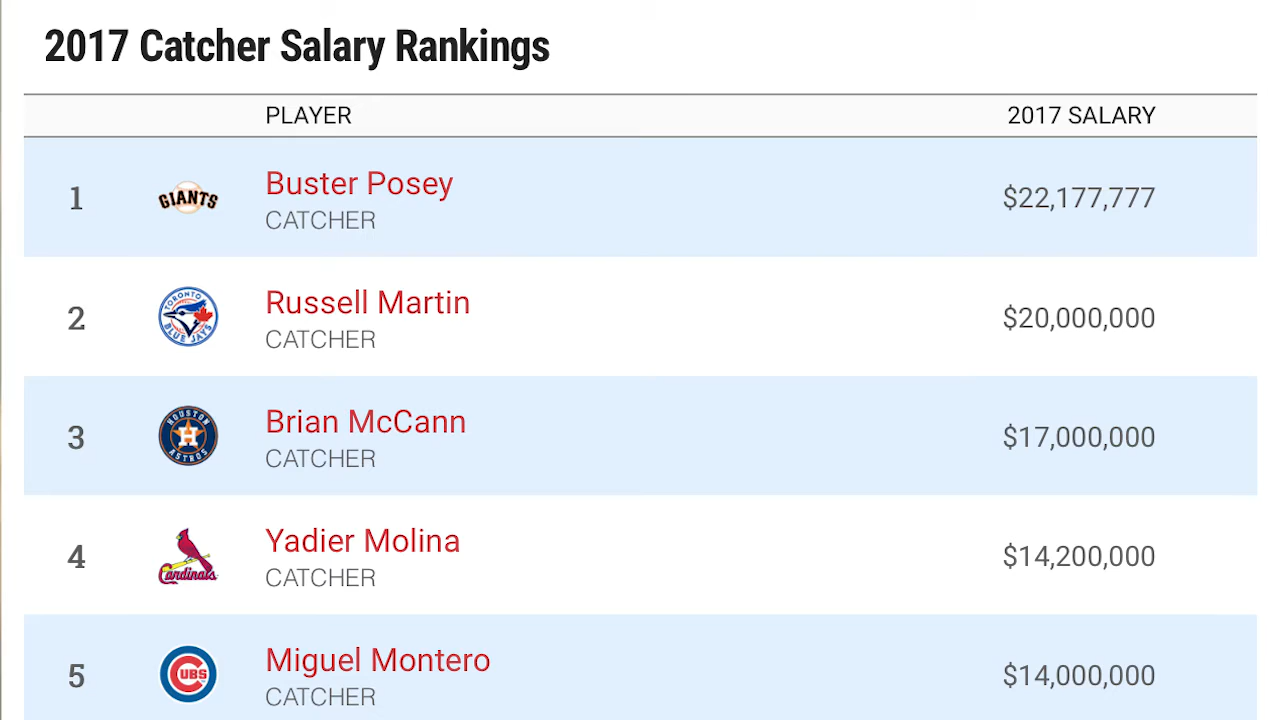 2017 Catcher Salary Rankings
PLAYER 2017 SALARY
1 GIANTS Buster Posey $22,177,777
CATCHER
2 TORONTO BLUE JAYS Russell Martin $20,000,000
CATCHER
3 HOUSTON H ASTROS Brian McCann $17,000,000
CATCHER
4 Cardinals Yadier Molina $14,200,000
CATCHER
5 CUBS Miguel Montero $14,000,000
CATCHER